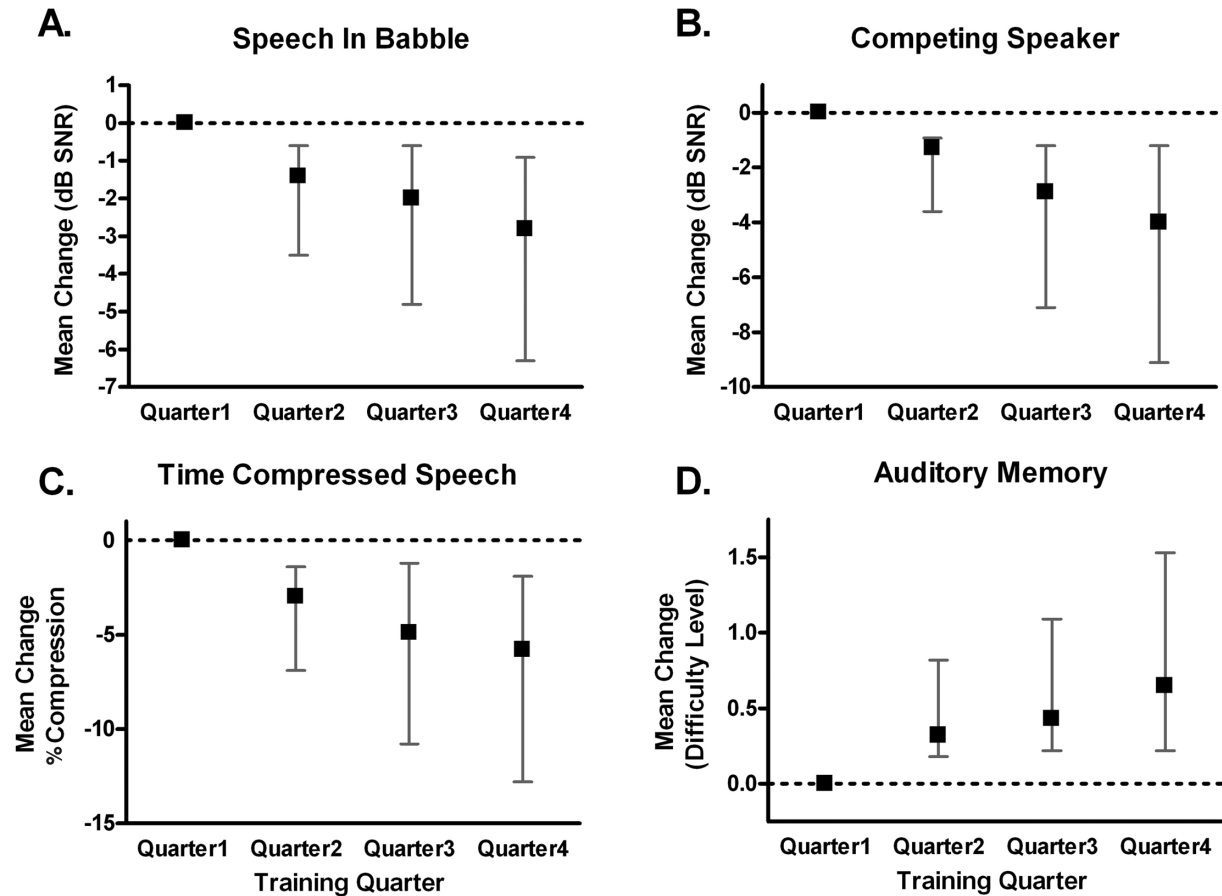 A.
Speech In Babble
Mean Change (dB SNR)
1
0
-1
-2
-3
-4
-5
-6
-7
Quarter1 Quarter2 Quarter3 Quarter4
B.
Competing Speaker
Mean Change (dB SNR)
0
-2
-4
-6
-8
-10
Quarter1 Quarter2 Quarter3 Quarter4
C.
Time Compressed Speech
Mean Change
%Compression
0
-5
-10
-15
Quarter1 Quarter2 Quarter3 Quarter4
Training Quarter
D.
Auditory Memory
Mean Change
(Difficulty Level)
1.5
1.0
0.5
0.0
Quarter1 Quarter2 Quarter3 Quarter4
Training Quarter